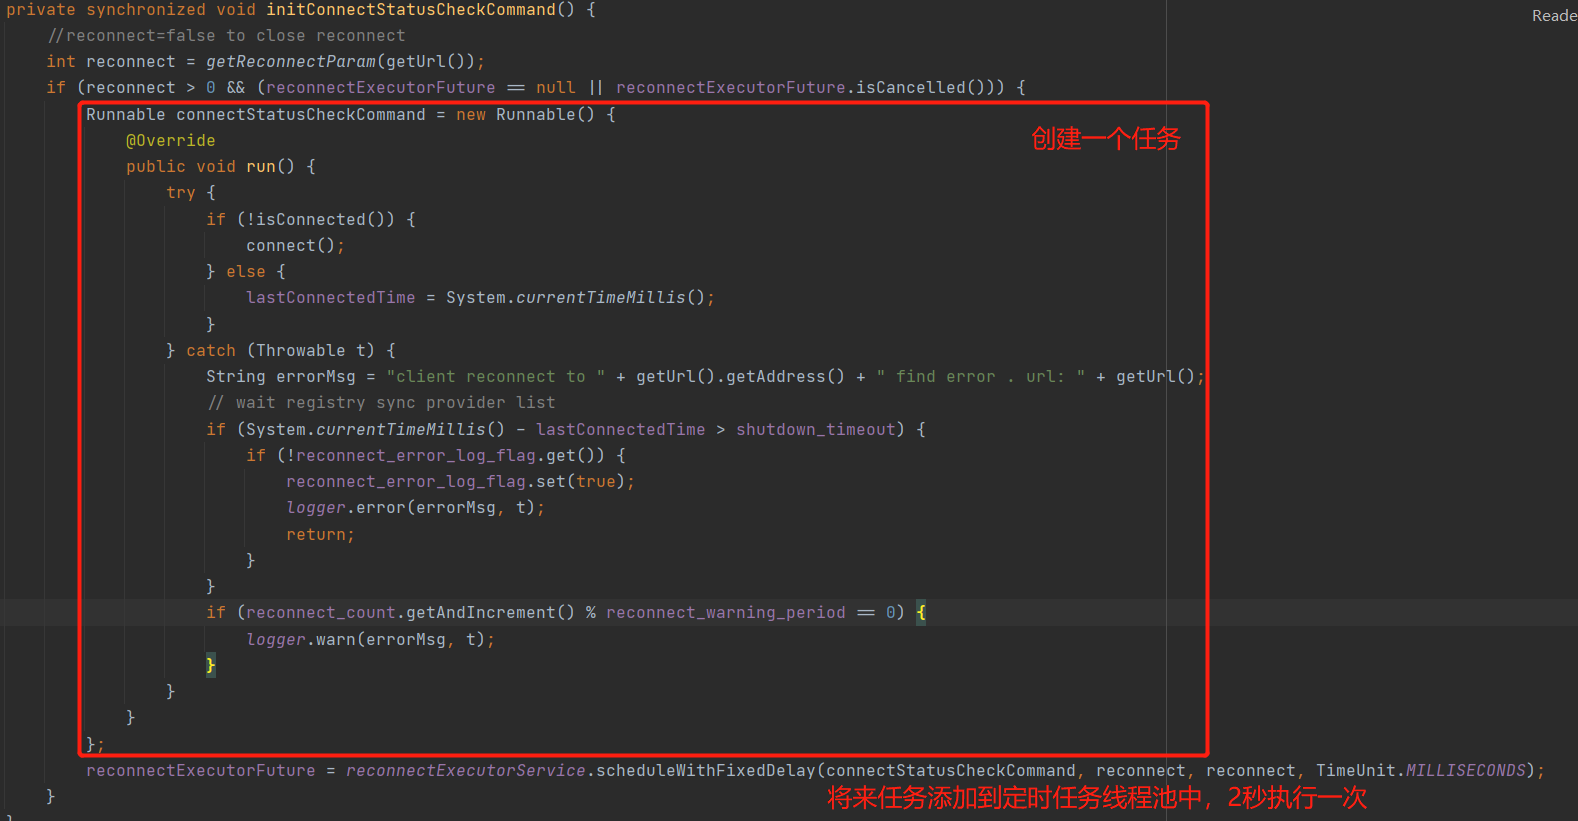 private synchronized void initConnectStatusCheckCommand() {
Reade
//reconnect=false to close reconnect
int reconnect = getReconnectParam(getUrl());
if (reconnect > 0 && (reconnectExecutorFuture == null || reconnectExecutorFuture.isCancelled())) {
Runnable connectStatusCheckCommand = new Runnable() {
创建一个任务
@Override
public void run() {
try {
if (!isConnected()) {
connect();
} else {
lastConnectedTime = System.currentTimeMillis();
}
} catch (Throwable t) {
String errorMsg = "client reconnect to " + getUrl().getAddress() + " find error . url: " + getUrl();
// wait registry sync provider list
if (System.currentTimeMillis() - lastConnectedTime > shutdown_timeout) {
if (!reconnect_error_log_flag.get()) {
reconnect_error_log_flag.set(true);
logger.error(errorMsg, t);
return;
}
}
if (reconnect_count.getAndIncrement() % reconnect_warning_period == 0) {
logger.warn(errorMsg, t);
}
}
}
};
reconnectExecutorFuture = reconnectExecutorService.scheduleWithFixedDelay(connectStatusCheckCommand, reconnect, reconnect, TimeUnit.MILLISECONDS);
}
将来任务添加到定时任务线程池中，2秒执行一次
}